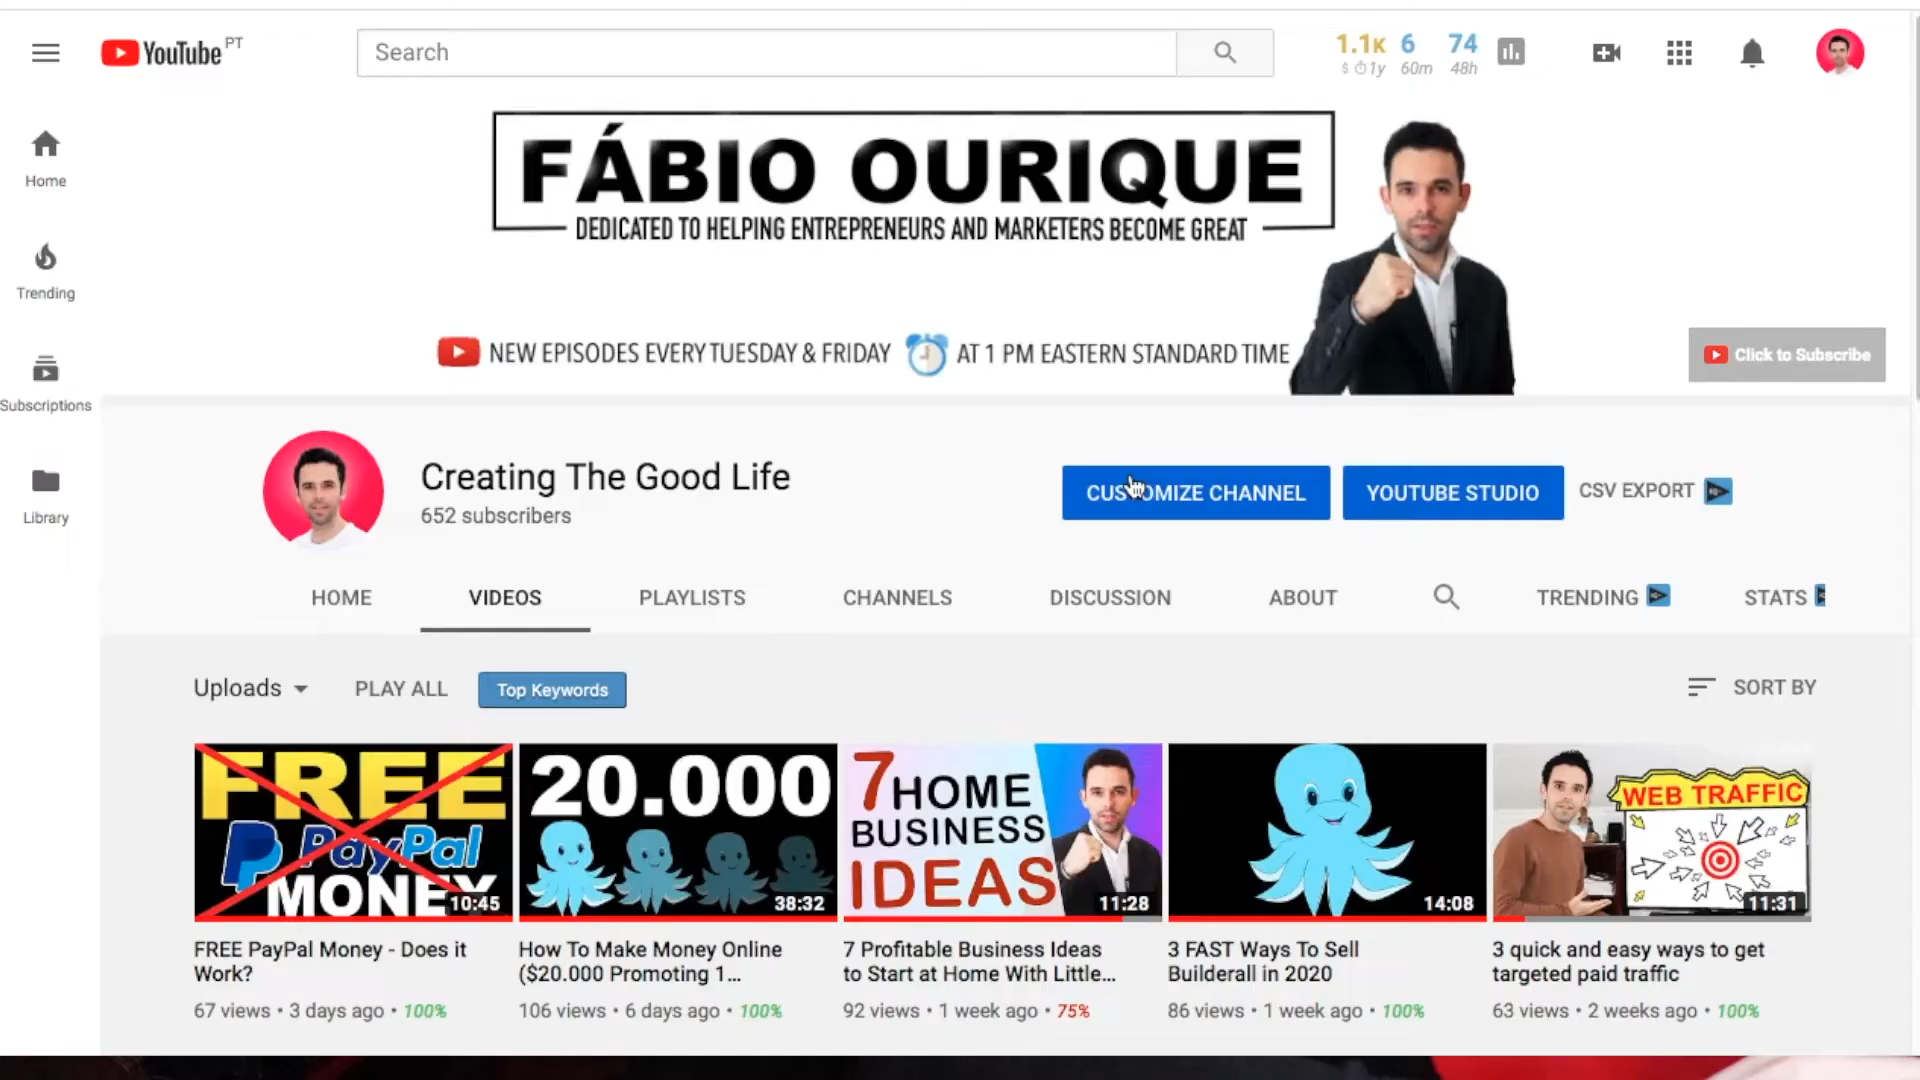 YouTube PT
Search
1.1K 6 74
$ 1y 60m 48h
FÁBIO OURIQUE
DEDICATED TO HELPING ENTREPRENEURS AND MARKETERS BECOME GREAT
NEW EPISODES EVERY TUESDAY & FRIDAY AT 1 PM EASTERN STANDARD TIME
Click to Subscribe
Home
Trending
Subscriptions
Library
Creating The Good Life
652 subscribers
CUSTOMIZE CHANNEL YOUTUBE STUDIO CSV EXPORT
HOME VIDEOS PLAYLISTS CHANNELS DISCUSSION ABOUT TRENDING STATS
Uploads PLAY ALL Top Keywords SORT BY
FREE
PayPal
MONEY
10:45
20.000
38:32
7 HOME
BUSINESS
IDEAS
11:28
14:08
WEB TRAFFIC
11:31
FREE PayPal Money - Does it
Work?
67 views • 3 days ago • 100%
How To Make Money Online
($20.000 Promoting 1...
106 views • 6 days ago • 100%
7 Profitable Business Ideas
to Start at Home With Little...
92 views • 1 week ago • 75%
3 FAST Ways To Sell
Builderall in 2020
86 views • 1 week ago • 100%
3 quick and easy ways to get
targeted paid traffic
63 views • 2 weeks ago • 100%